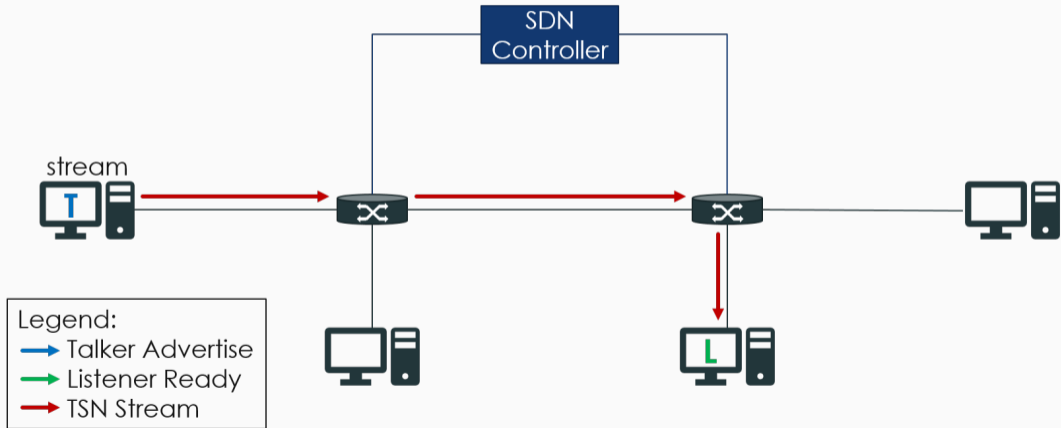 SDN
Controller
stream
T
L
Legend:
Talker Advertise
Listener Ready
TSN Stream